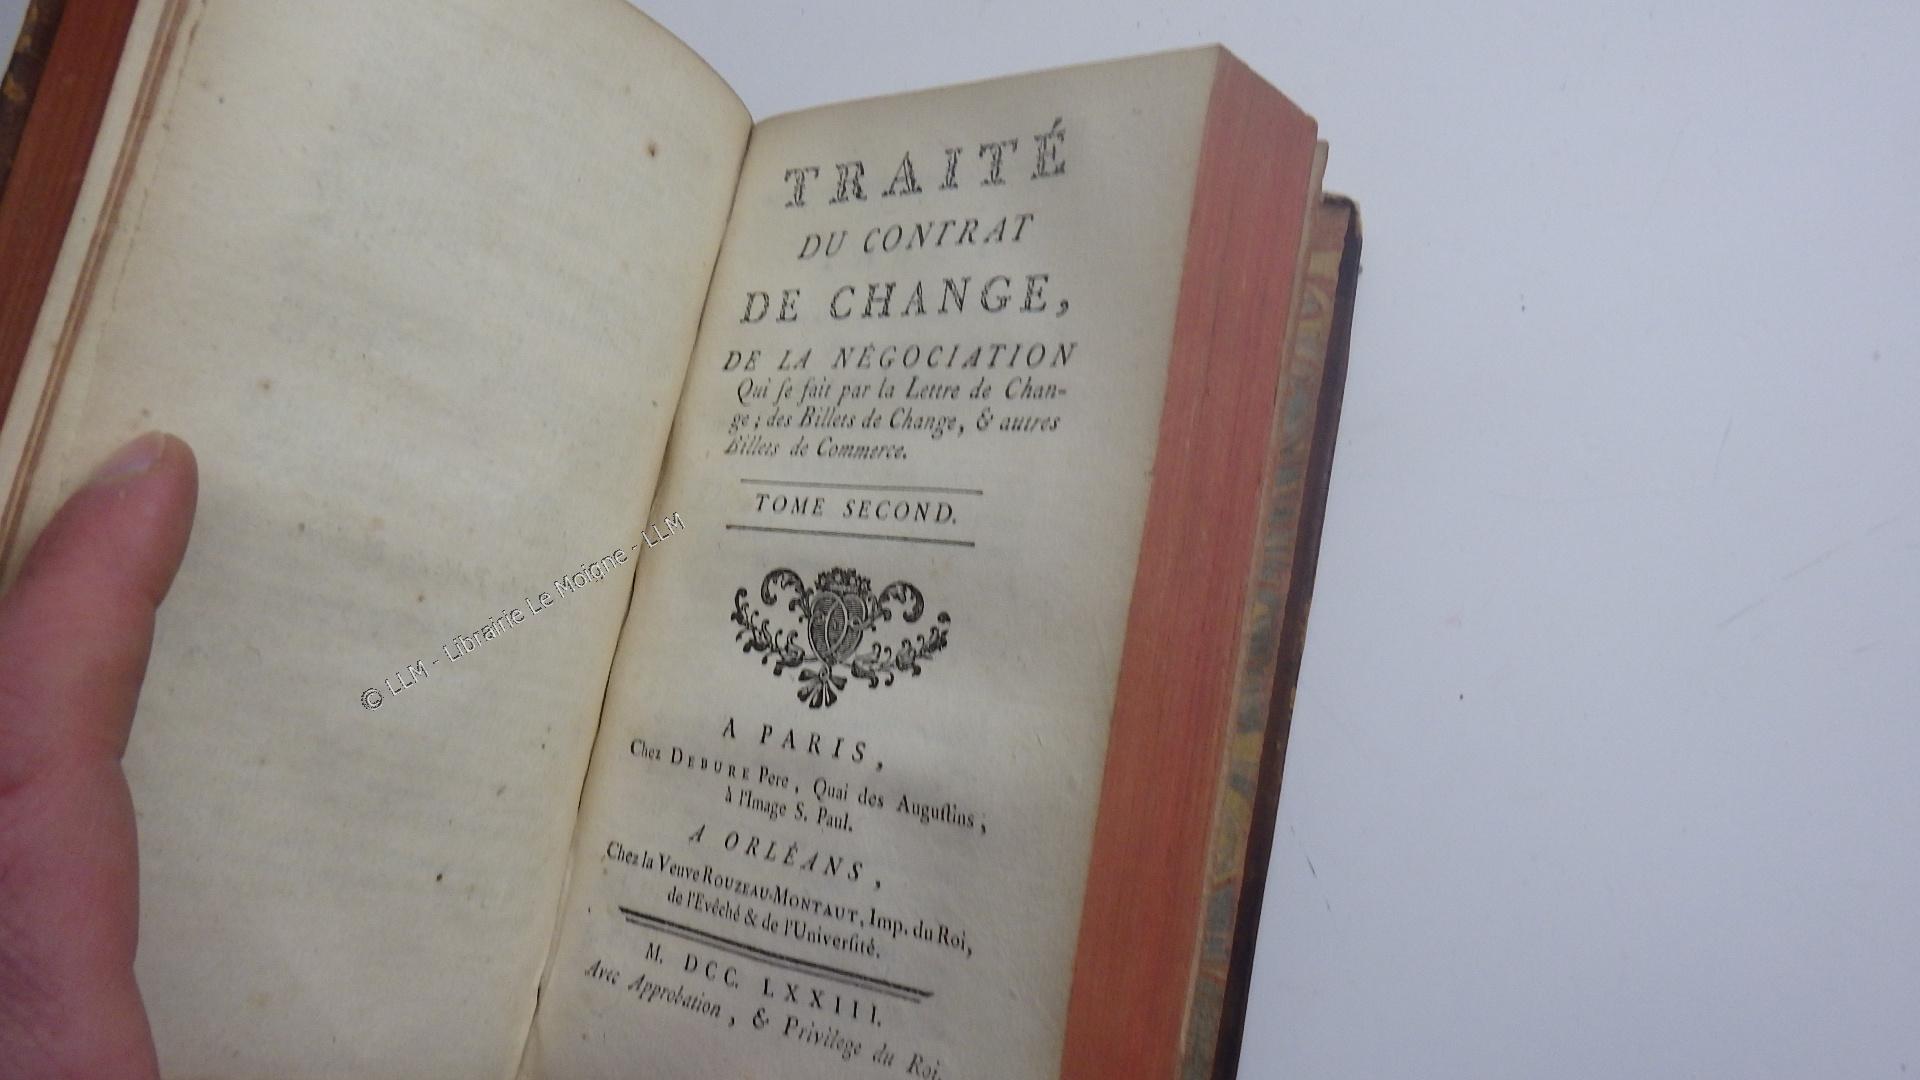 TRAITÉ
DU CONTRAT
DE CHANGE,
DE LA NÉGOCIATION
Qui ſe fait par la Lettre de Chan-
ge ; des Billets de Change, & autres
Billets de Commerce.
TOME SECOND.
A PARIS,
Chez DEBURE Pere, Quai des Auguſtins,
à l'Image S. Paul.
A ORLÉANS,
Chez la Veuve ROUZEAU-MONTAUT, Imp. du Roi,
de l'Evêché & de l'Univerſité.
M. DCC. LXXIII.
Avec Approbation, & Privilege du Roi.
© LLM - Librairie Le Moigne - LLM